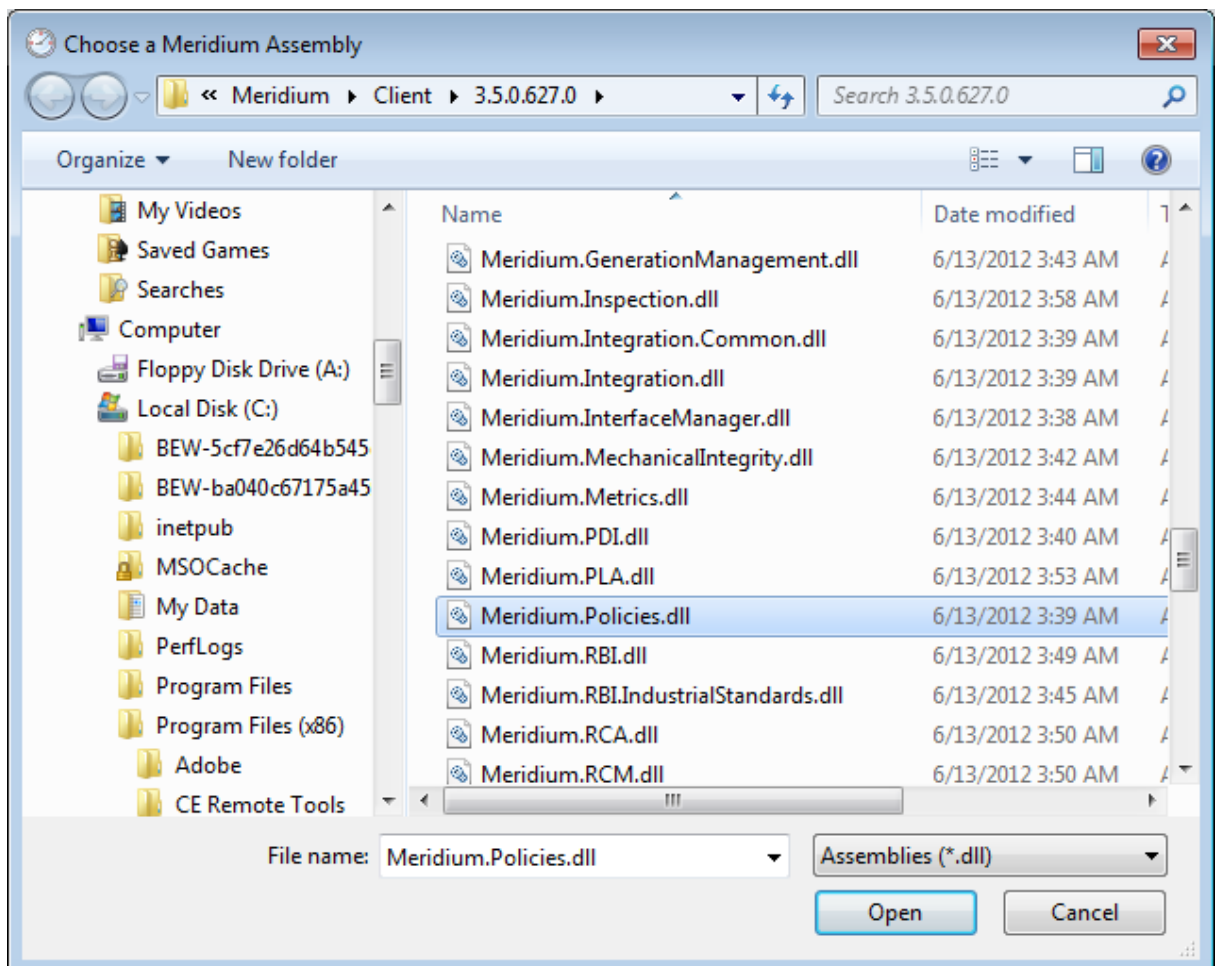 Choose a Meridium Assembly
« Meridium Client 3.5.0.627.0 Search 3.5.0.627.0
Organize New folder
My Videos
Saved Games
Searches
Computer
Floppy Disk Drive (A:)
Local Disk (C:)
BEW-5cf7e26d64b545
BEW-ba040c67175a45
inetpub
MSOCache
My Data
PerfLogs
Program Files
Program Files (x86)
Adobe
CE Remote Tools
Name Date modified T
Meridium.GenerationManagement.dll 6/13/2012 3:43 AM A
Meridium.Inspection.dll 6/13/2012 3:58 AM A
Meridium.Integration.Common.dll 6/13/2012 3:39 AM A
Meridium.Integration.dll 6/13/2012 3:39 AM A
Meridium.InterfaceManager.dll 6/13/2012 3:38 AM A
Meridium.MechanicalIntegrity.dll 6/13/2012 3:42 AM A
Meridium.Metrics.dll 6/13/2012 3:44 AM A
Meridium.PDI.dll 6/13/2012 3:40 AM A
Meridium.PLA.dll 6/13/2012 3:53 AM A
Meridium.Policies.dll 6/13/2012 3:39 AM A
Meridium.RBI.dll 6/13/2012 3:49 AM A
Meridium.RBI.IndustrialStandards.dll 6/13/2012 3:45 AM A
Meridium.RCA.dll 6/13/2012 3:50 AM A
Meridium.RCM.dll 6/13/2012 3:50 AM A
File name: Meridium.Policies.dll Assemblies (*.dll)
Open Cancel